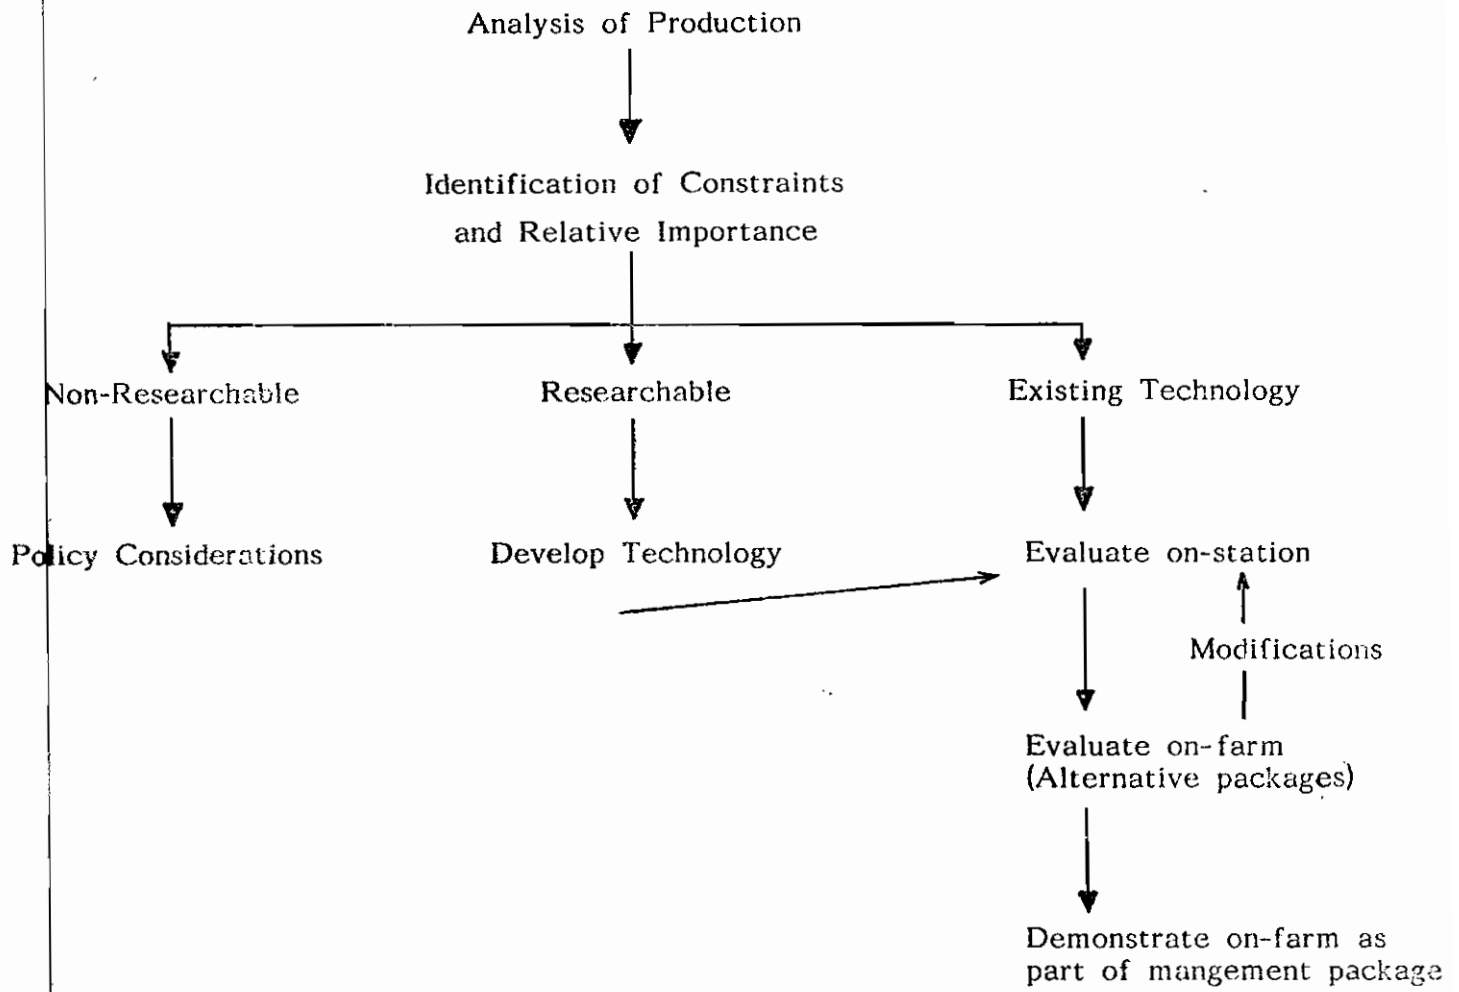 Analysis of Production
Identification of Constraints
and Relative Importance
Non-Researchable
Researchable
Existing Technology
Policy Considerations
Develop Technology
Evaluate on-station
Modifications
Evaluate on-farm
(Alternative packages)
Demonstrate on-farm as
part of mangement package